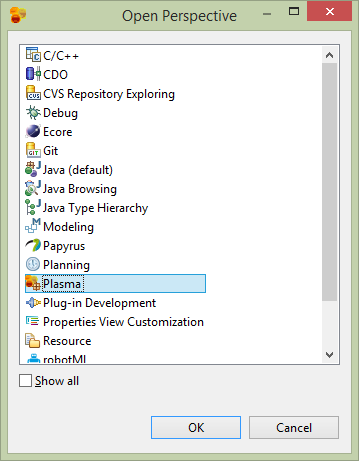 Open Perspective
C/C++
CDO
CVS Repository Exploring
Debug
Ecore
Git
Java (default)
Java Browsing
Java Type Hierarchy
Modeling
Papyrus
Planning
Plasma
Plug-in Development
Properties View Customization
Resource
robotML
Show all
OK
Cancel